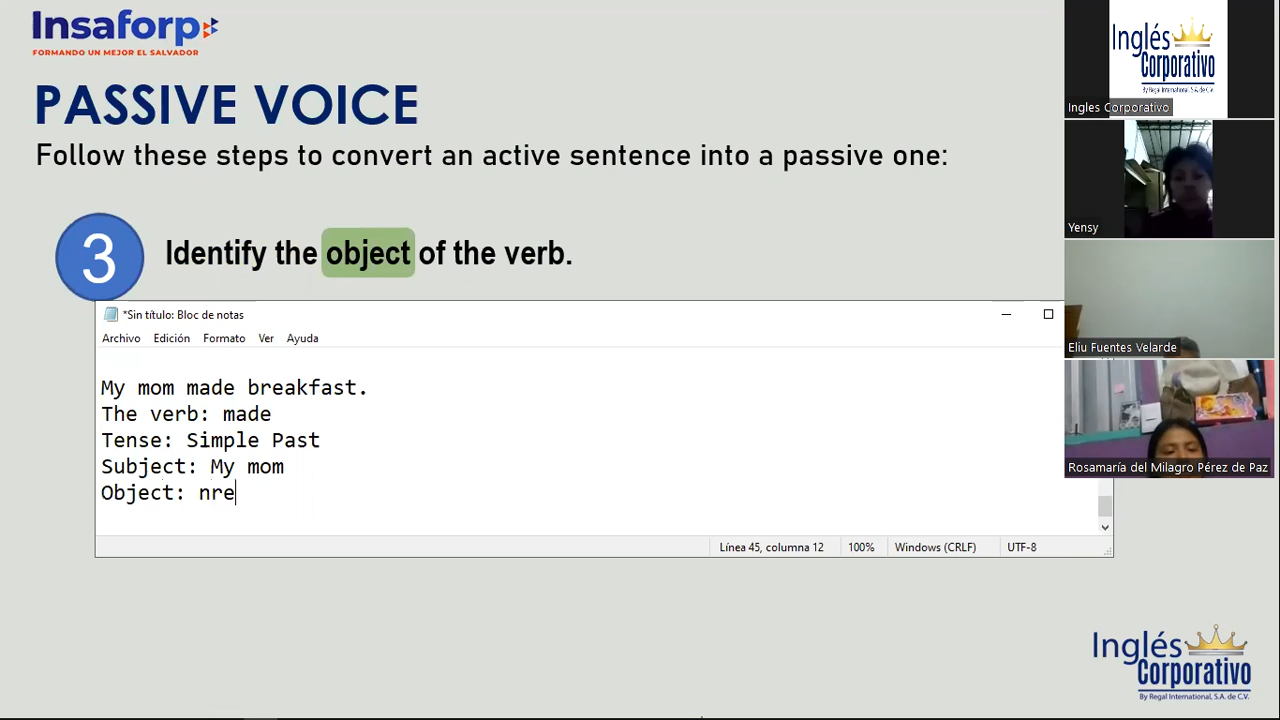 Insaforp
FORMANDO UN MEJOR EL SALVADOR
PASSIVE VOICE
Follow these steps to convert an active sentence into a passive one:
3
Identify the object of the verb.
*Sin título: Bloc de notas
Archivo Edición Formato Ver Ayuda
My mom made breakfast.
The verb: made
Tense: Simple Past
Subject: My mom
Object: nre
Línea 45, columna 12 100% Windows (CRLF) UTF-8
Inglés
Corporativo
By Regal International, S.A. de C.V.
Ingles Corporativo
Yensy
Eliu Fuentes Velarde
Rosamaría del Milagro Pérez de Paz
Inglés
Corporativo
By Regal International, S.A. de C.V.